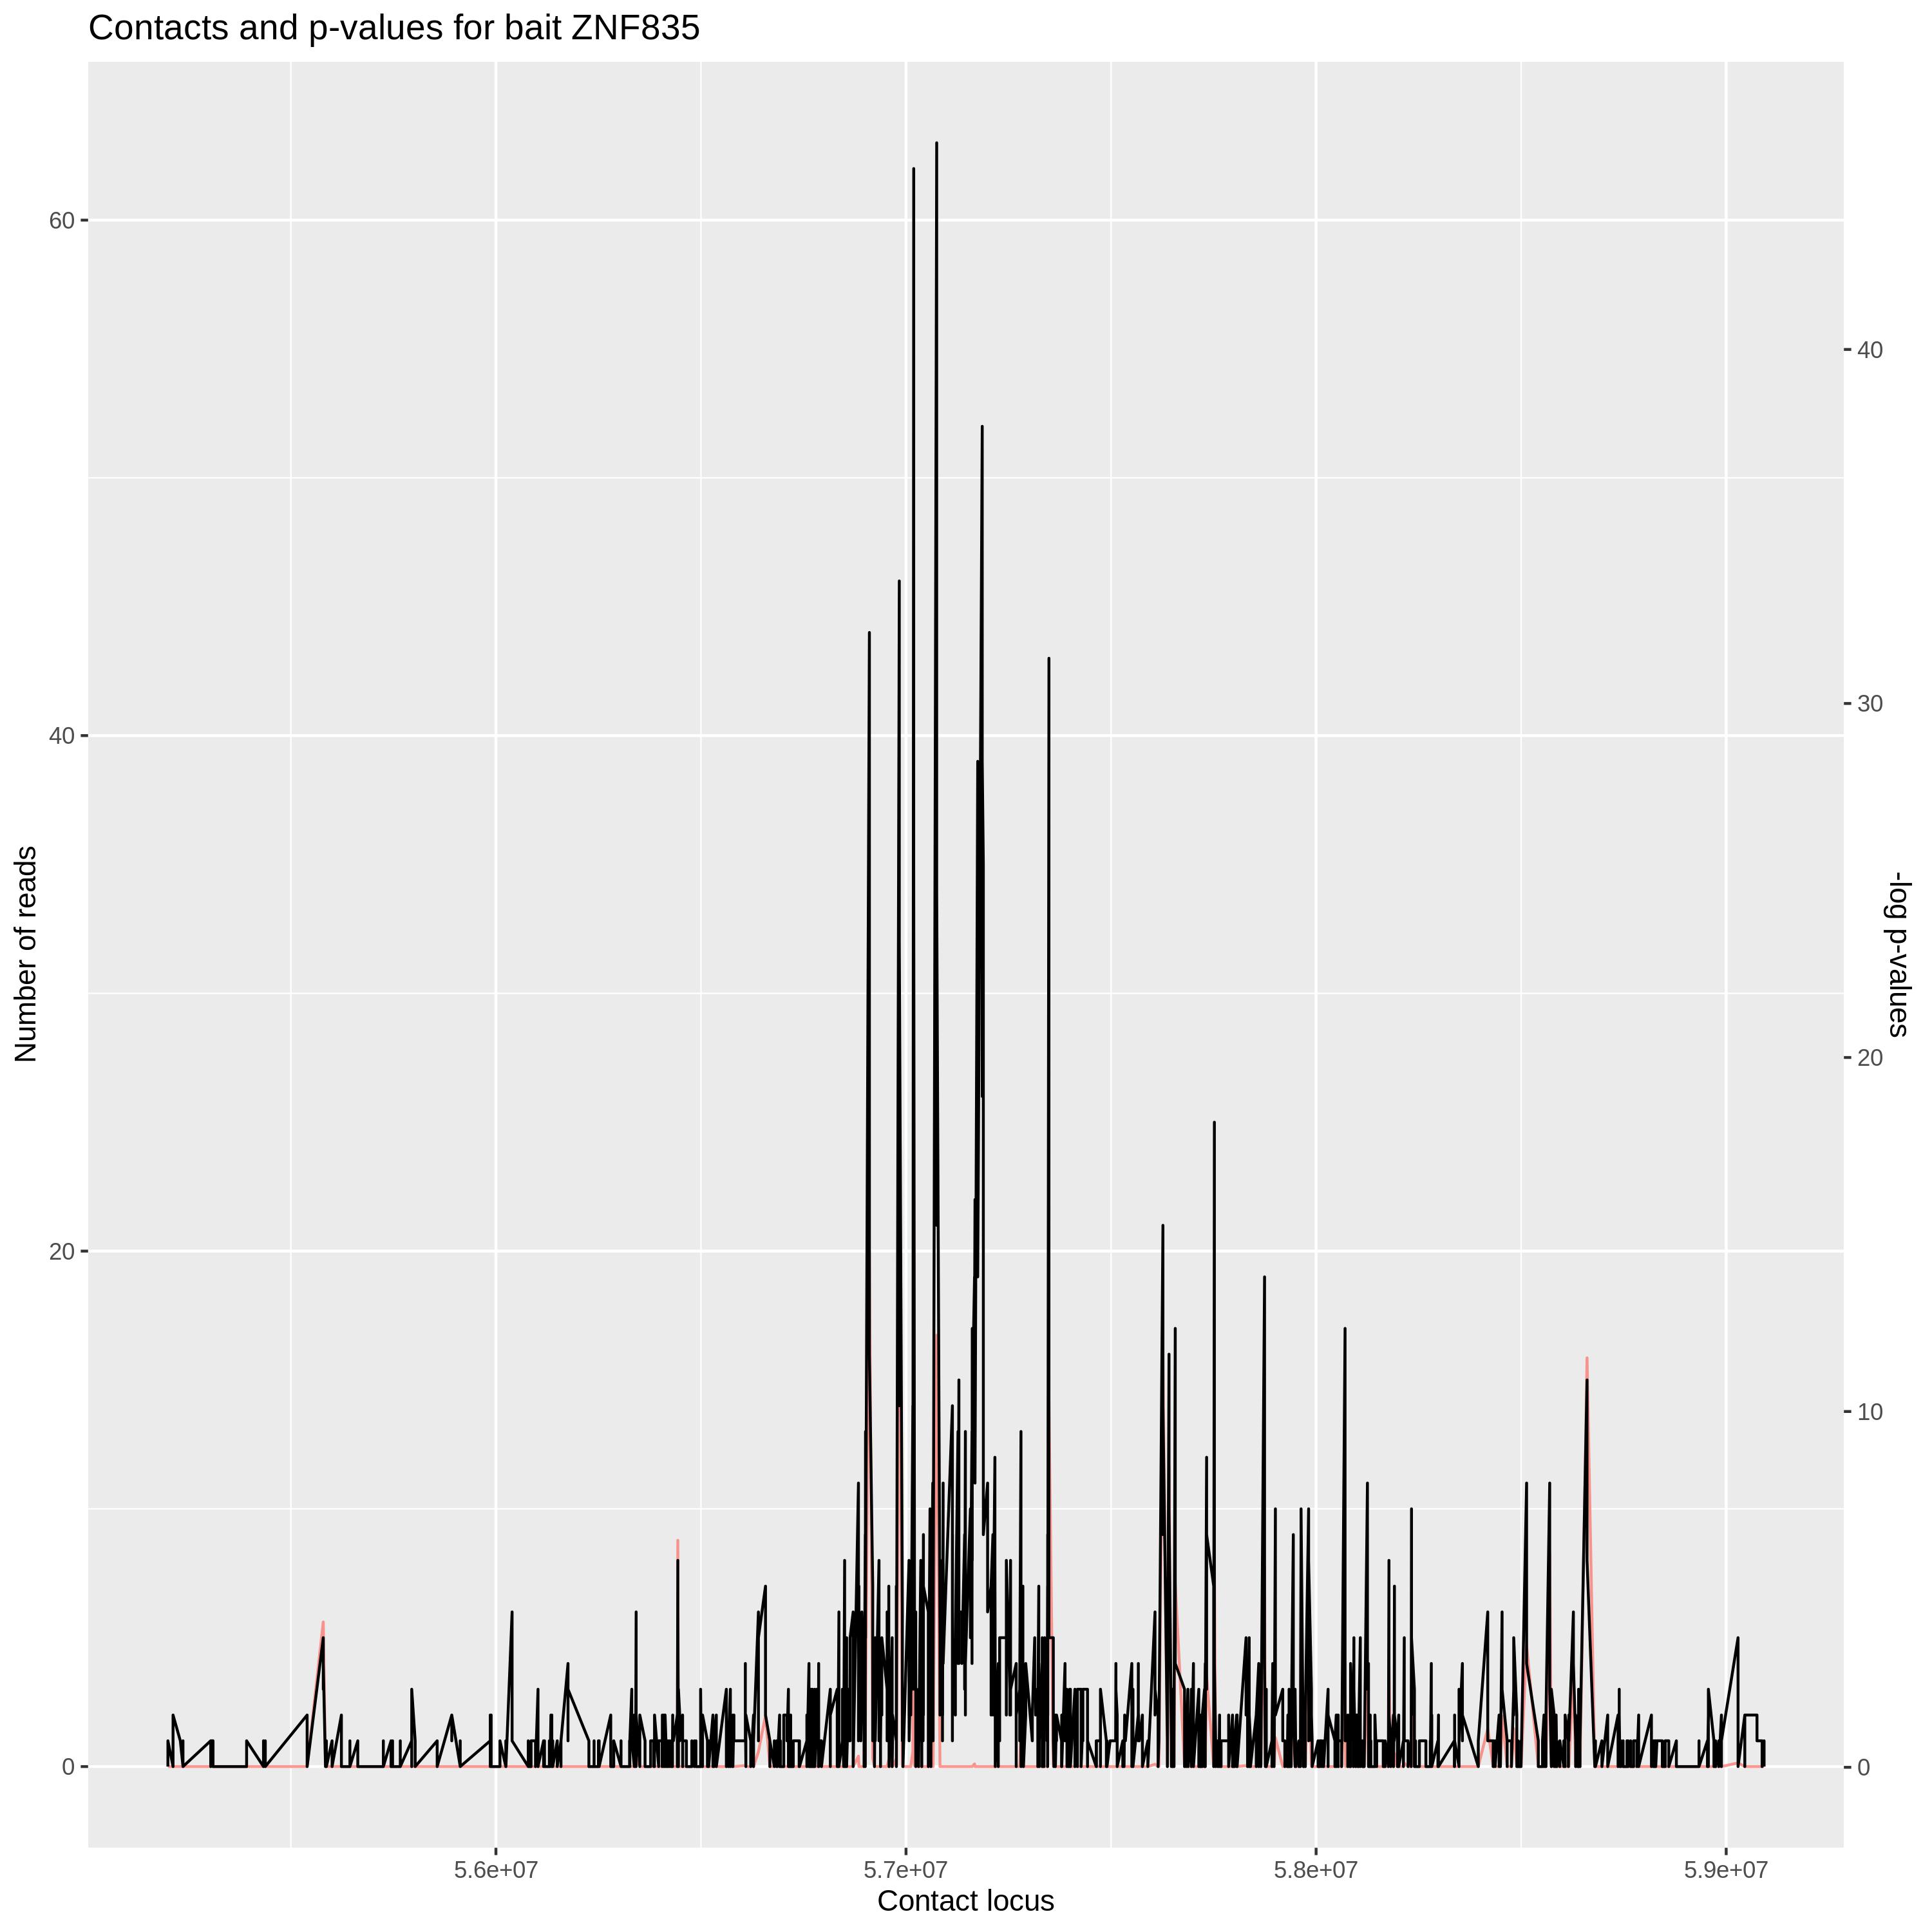 Contacts and p-values for bait ZNF835
60
40
20
0
Number of reads
40
30
20
10
0
-log p-values
5.6e+07 5.7e+07 5.8e+07 5.9e+07
Contact locus